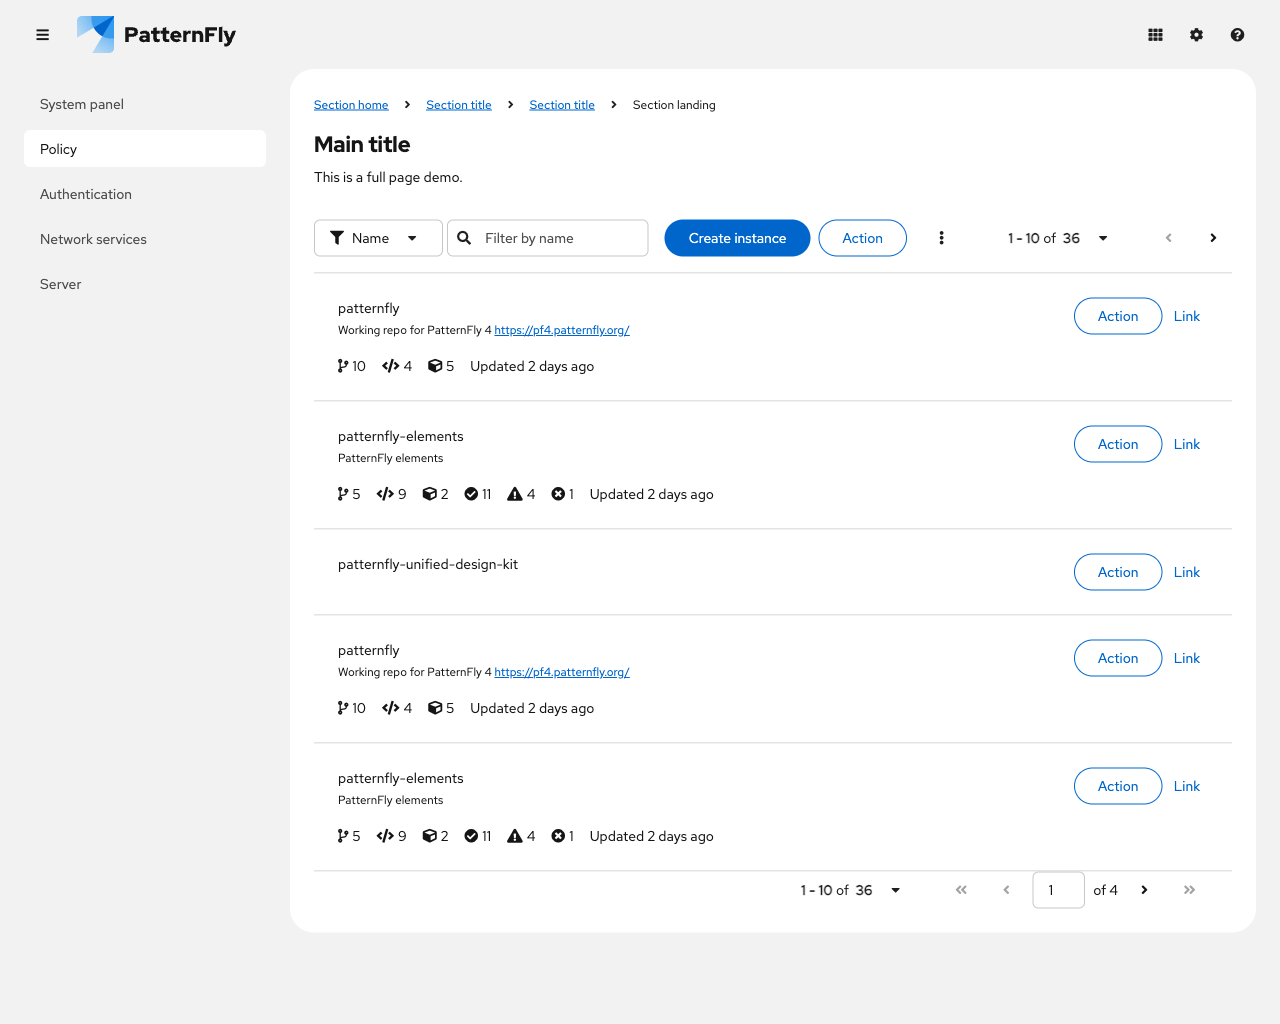 PatternFly
System panel
Policy
Authentication
Network services
Server
Section home Section title Section title Section landing
Main title
This is a full page demo.
Name Filter by name Create instance Action 1 - 10 of 36
patternfly
Working repo for PatternFly 4 https://pf4.patternfly.org/
Action Link
10 4 5 Updated 2 days ago
patternfly-elements
PatternFly elements
Action Link
5 9 2 11 4 1 Updated 2 days ago
patternfly-unified-design-kit
Action Link
patternfly
Working repo for PatternFly 4 https://pf4.patternfly.org/
Action Link
10 4 5 Updated 2 days ago
patternfly-elements
PatternFly elements
Action Link
5 9 2 11 4 1 Updated 2 days ago
1 - 10 of 36 1 of 4